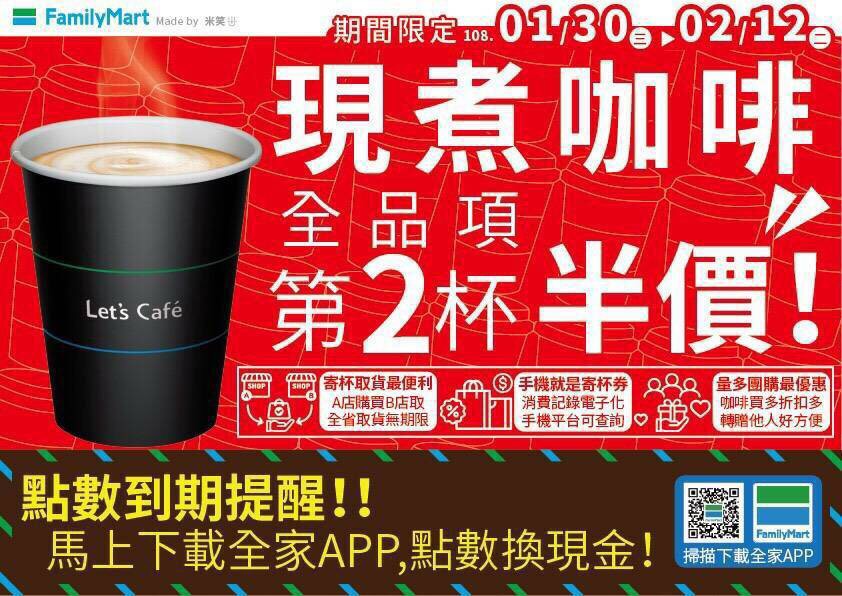 FamilyMart Made by 米笑
期間限定 108. 01/30㊂ ▶ 02/12㊁
現煮咖啡
全品項
第2杯半價!
SHOP SHOP
A B
寄杯取貨最便利
A店購買B店取
全省取貨無期限
手機就是寄杯券
消費記錄電子化
手機平台可查詢
量多團購最優惠
咖啡買多折扣多
轉贈他人好方便
Let's Café
點數到期提醒!!
馬上下載全家APP,點數換現金!
FamilyMart
掃描下載全家APP